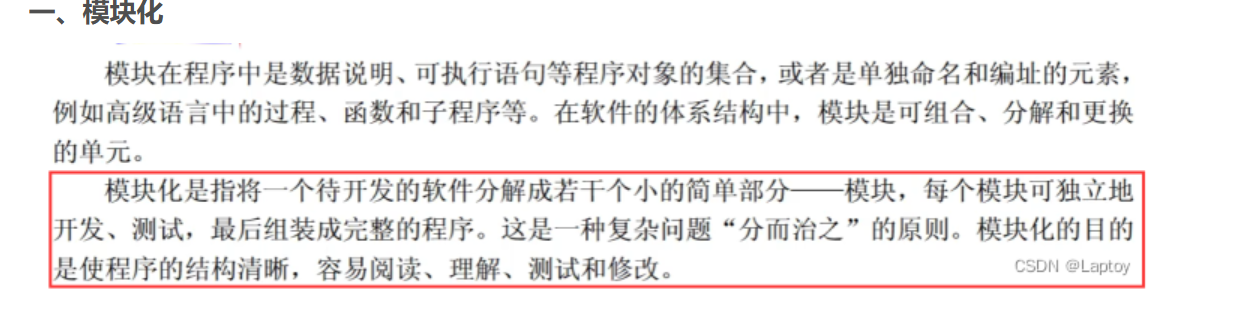 一、模块化
模块在程序中是数据说明、可执行语句等程序对象的集合，或者是单独命名和编址的元素，
例如高级语言中的过程、函数和子程序等。在软件的体系结构中，模块是可组合、分解和更换
的单元。
模块化是指将一个待开发的软件分解成若干个小的简单部分——模块，每个模块可独立地
开发、测试，最后组装成完整的程序。这是一种复杂问题“分而治之”的原则。模块化的目的
是使程序的结构清晰，容易阅读、理解、测试和修改。
CSDN @Laptoy